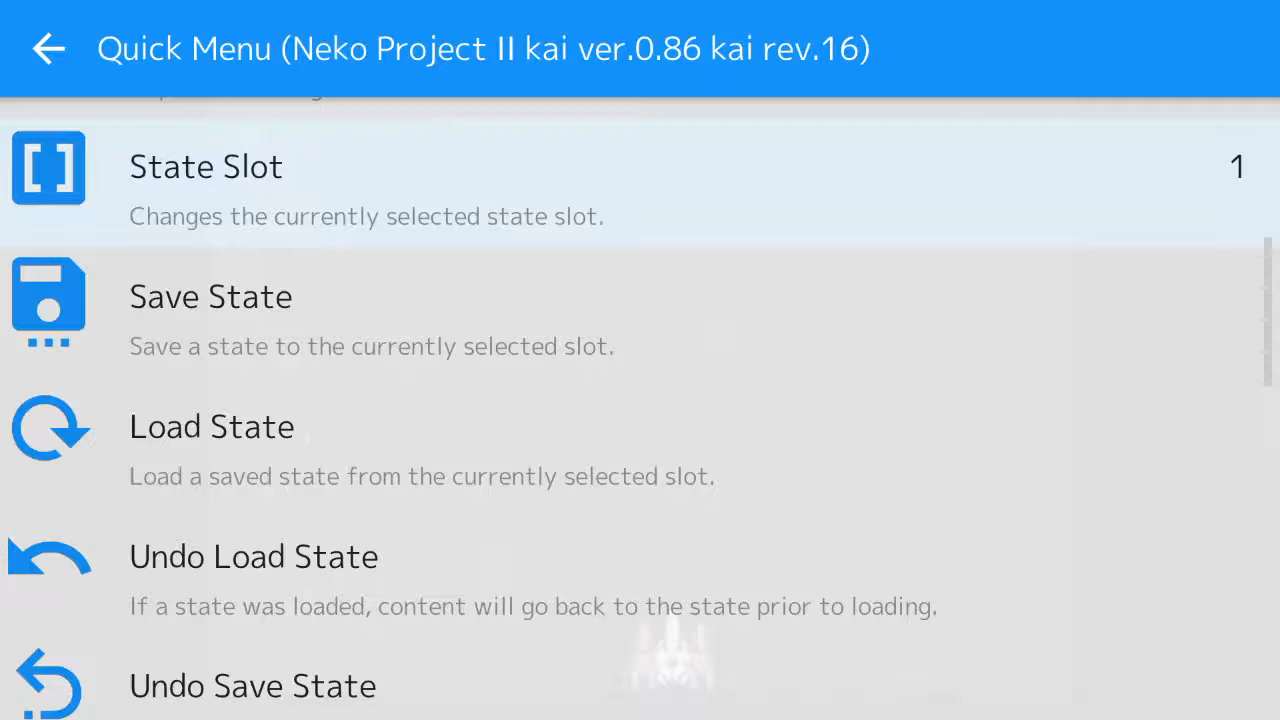 Quick Menu (Neko Project II kai ver.0.86 kai rev.16)
State Slot
1
Changes the currently selected state slot.
Save State
Save a state to the currently selected slot.
Load State
Load a saved state from the currently selected slot.
Undo Load State
If a state was loaded, content will go back to the state prior to loading.
Undo Save State